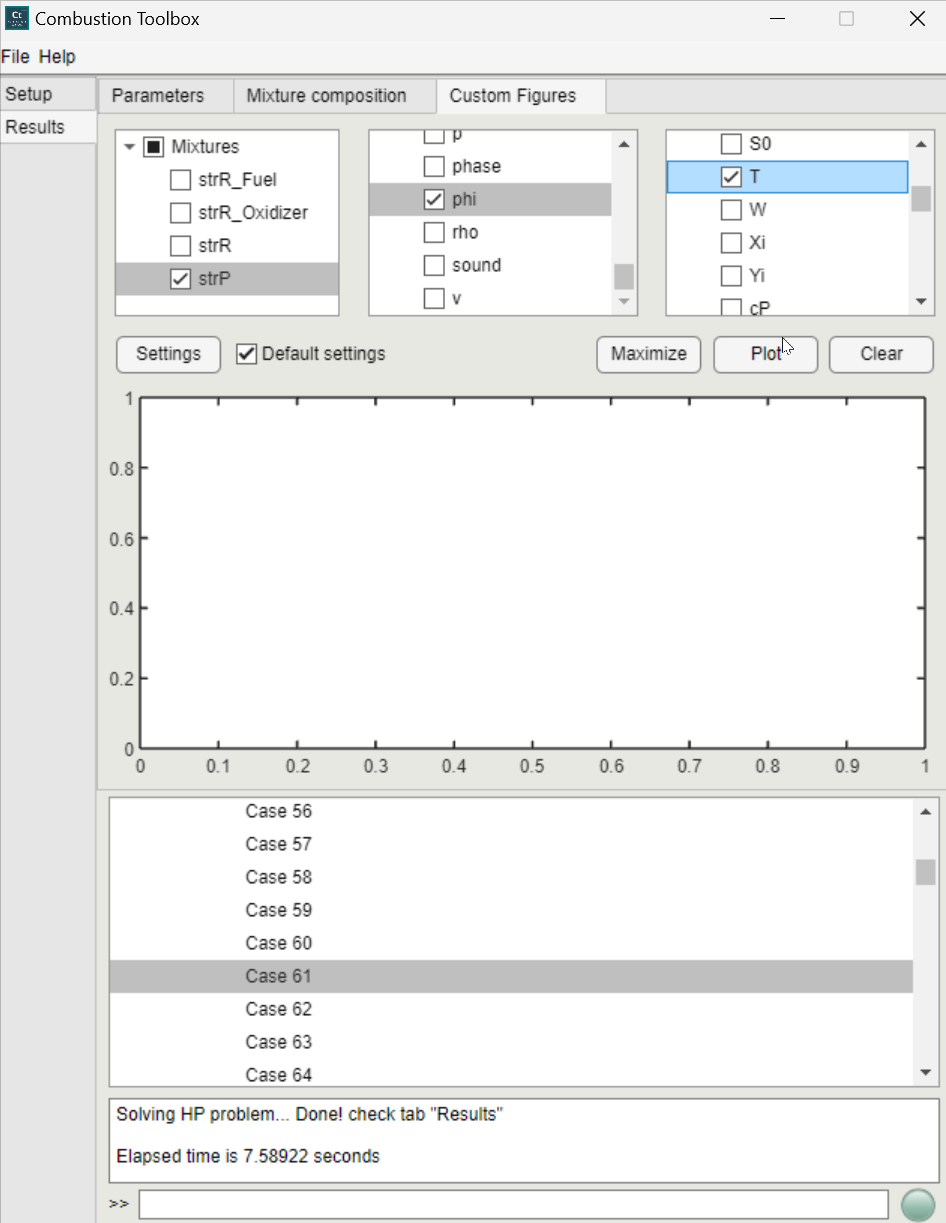 Ct
Combustion Toolbox
File Help
Setup
Results
Parameters
Mixture composition
Custom Figures
Mixtures
strR_Fuel
strR_Oxidizer
strR
strP
p
phase
phi
rho
sound
v
S0
T
W
Xi
Yi
cP
Settings
Default settings
Maximize
Plot
Clear
1
0.8
0.6
0.4
0.2
0
0 0.1 0.2 0.3 0.4 0.5 0.6 0.7 0.8 0.9 1
Case 56
Case 57
Case 58
Case 59
Case 60
Case 61
Case 62
Case 63
Case 64
Solving HP problem... Done! check tab "Results"
Elapsed time is 7.58922 seconds
>>